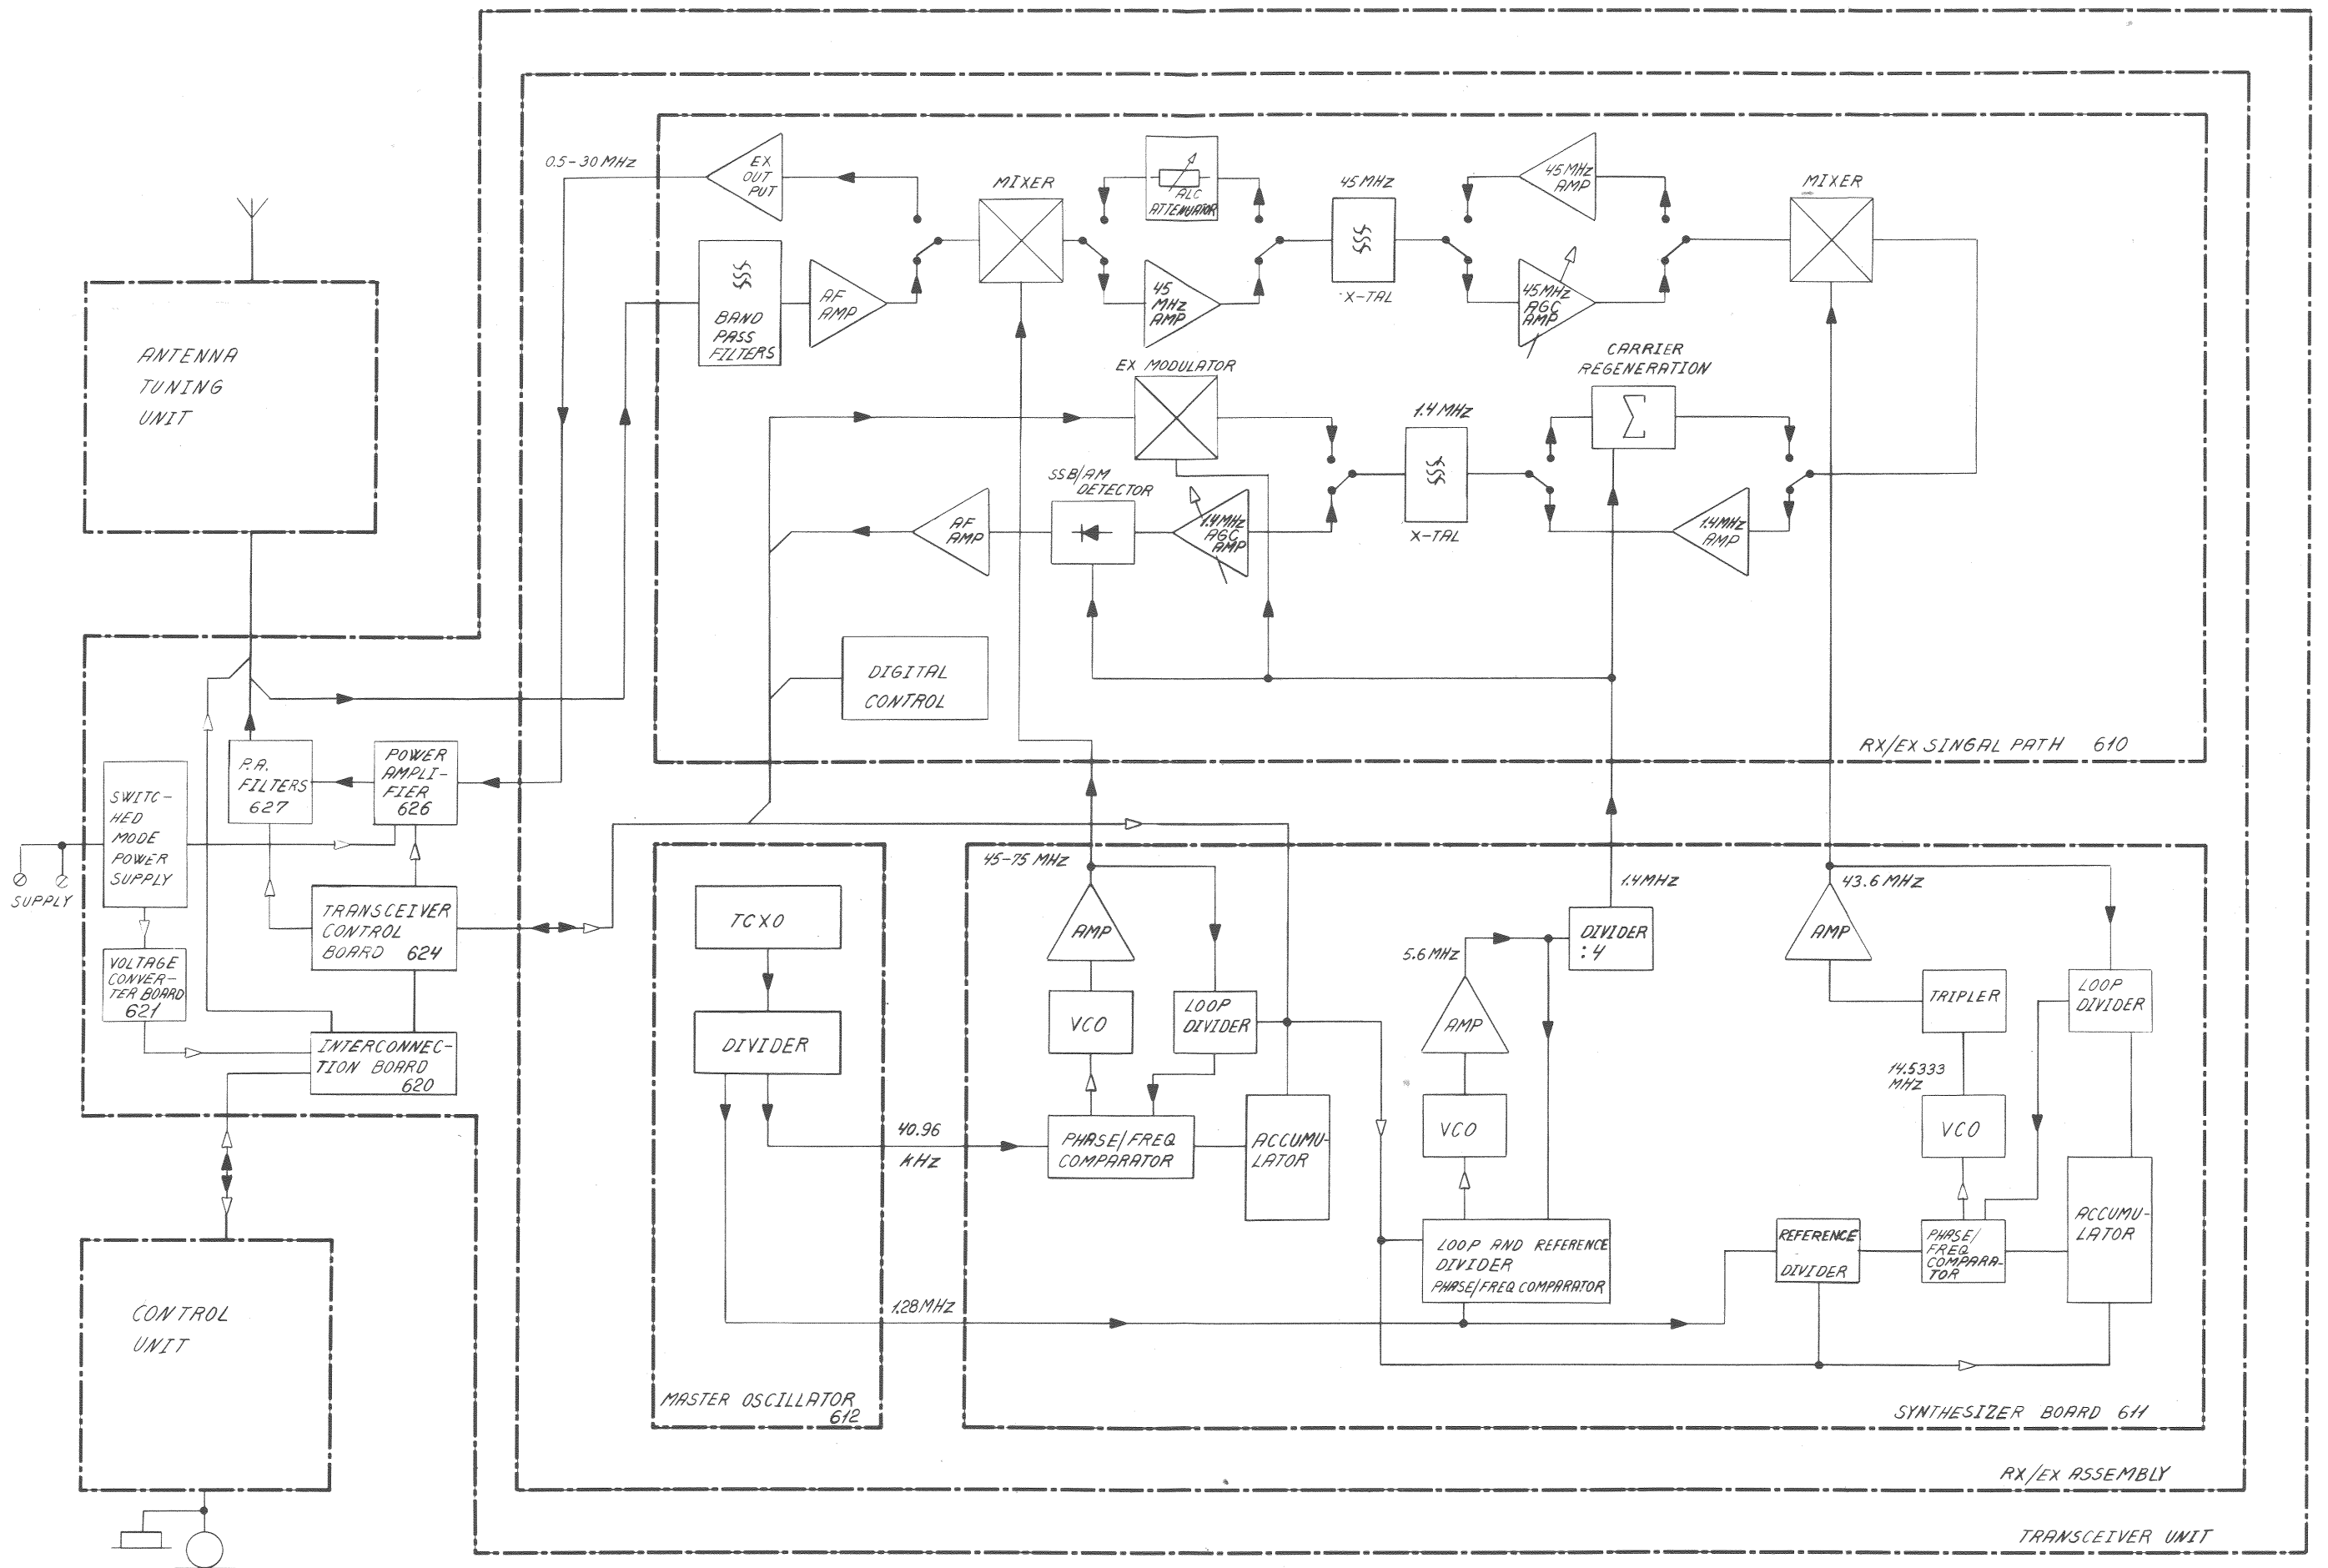 0.5-30 MHz
EX
OUT
PUT
MIXER
ALC
ATTENUATOR
45 MHz
X-TAL
45 MHz
AMP
MIXER
BAND
PASS
FILTERS
AF
AMP
45
MHz
AMP
45 MHz
AGC
AMP
ANTENNA
TUNING
UNIT
EX MODULATOR
CARRIER
REGENERATION
Σ
1.4 MHz
X-TAL
SSB/AM
DETECTOR
AF
AMP
1.4 MHz
AGC
AMP
1.4 MHz
AMP
DIGITAL
CONTROL
RX/EX SINGAL PATH 610
P.A.
FILTERS
627
POWER
AMPLI-
FIER
626
SWITC-
HED
MODE
POWER
SUPPLY
SUPPLY
TRANSCEIVER
CONTROL
BOARD 624
VOLTAGE
CONVER-
TER BOARD
621
INTERCONNEC-
TION BOARD
620
CONTROL
UNIT
TCXO
DIVIDER
MASTER OSCILLATOR
612
40.96
kHz
1.28 MHz
45-75 MHz
AMP
VCO
LOOP
DIVIDER
PHASE/FREQ
COMPARATOR
ACCUMU-
LATOR
5.6 MHz
AMP
VCO
1.4 MHz
DIVIDER
:4
LOOP AND REFERENCE
DIVIDER
PHASE/FREQ COMPARATOR
43.6 MHz
AMP
TRIPLER
14.5333
MHz
VCO
LOOP
DIVIDER
REFERENCE
DIVIDER
PHASE/
FREQ
COMPARA-
TOR
ACCUMU-
LATOR
SYNTHESIZER BOARD 611
RX/EX ASSEMBLY
TRANSCEIVER UNIT